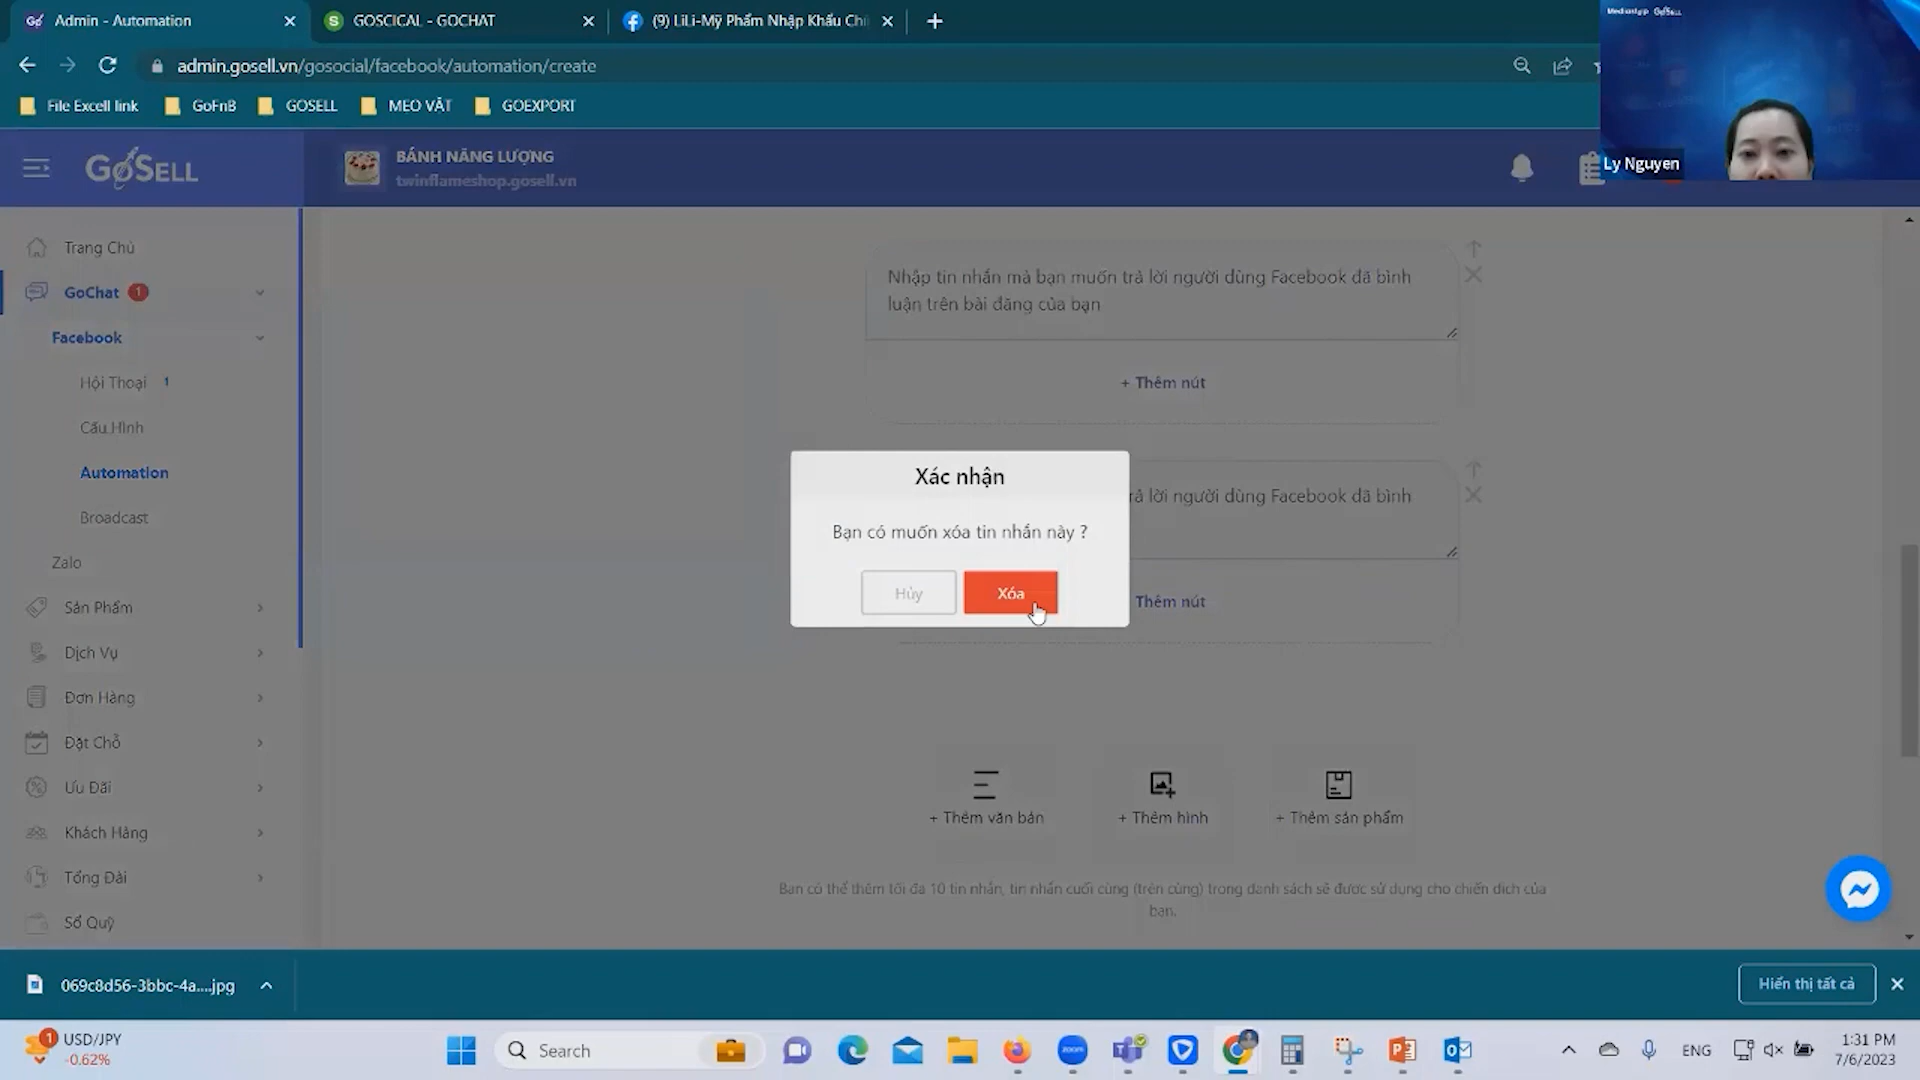 Admin - Automation
GOSCICAL - GOCHAT
(9) LiLi-Mỹ Phẩm Nhập Khẩu Chí
admin.gosell.vn/gosocial/facebook/automation/create
File Excell link
GoFnB
GOSELL
MEO VẶT
GOEXPORT
Mediastep GoSELL
Ly Nguyen
GOSELL
BÁNH NĂNG LƯỢNG
twinflameshop.gosell.vn
Trang Chủ
GoChat 1
Facebook
Hội Thoại 1
Cấu Hình
Automation
Broadcast
Zalo
Sản Phẩm
Dịch Vụ
Đơn Hàng
Đặt Chỗ
Ưu Đãi
Khách Hàng
Tổng Đài
Sổ Quỹ
Nhập tin nhắn mà bạn muốn trả lời người dùng Facebook đã bình
luận trên bài đăng của bạn
+ Thêm nút
Xác nhận
Bạn có muốn xóa tin nhắn này ?
Hủy
Xóa
trả lời người dùng Facebook đã bình
Thêm nút
+ Thêm văn bản
+ Thêm hình
+ Thêm sản phẩm
Bạn có thể thêm tối đa 10 tin nhắn, tin nhắn cuối cùng (trên cùng) trong danh sách sẽ được sử dụng cho chiến dịch của
bạn.
069c8d56-3bbc-4a....jpg
Hiển thị tất cả
1
USD/JPY
-0.62%
Search
zoom
ENG
1:31 PM
7/6/2023